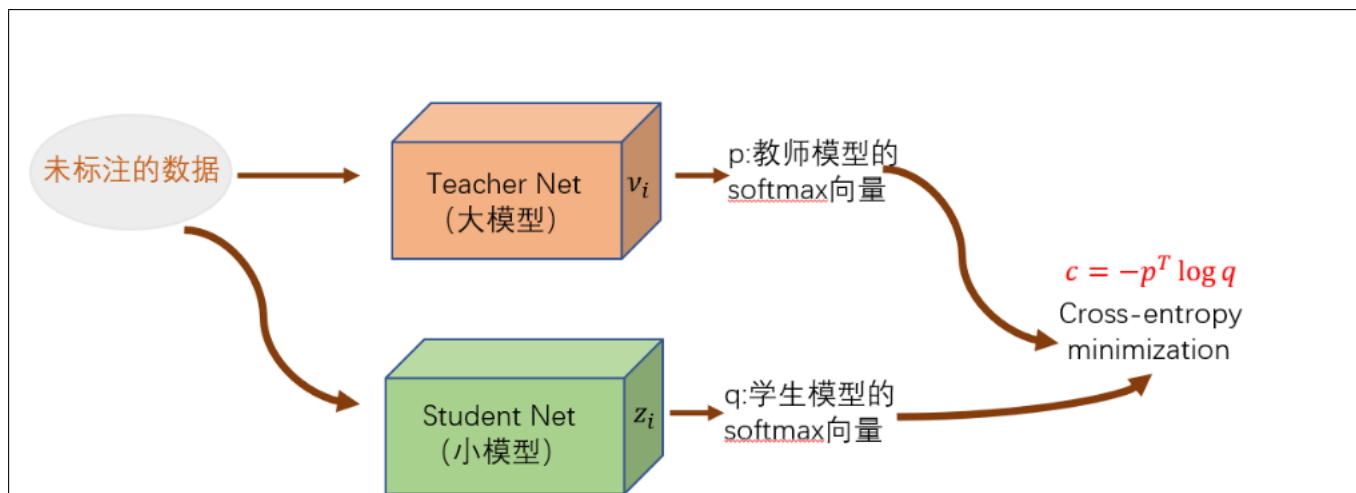 未标注的数据
Teacher Net
（大模型）
𝑣𝑖
p:教师模型的
softmax向量
c = −p^T log q
Cross-entropy
minimization
Student Net
（小模型）
z𝑖
q:学生模型的
softmax向量